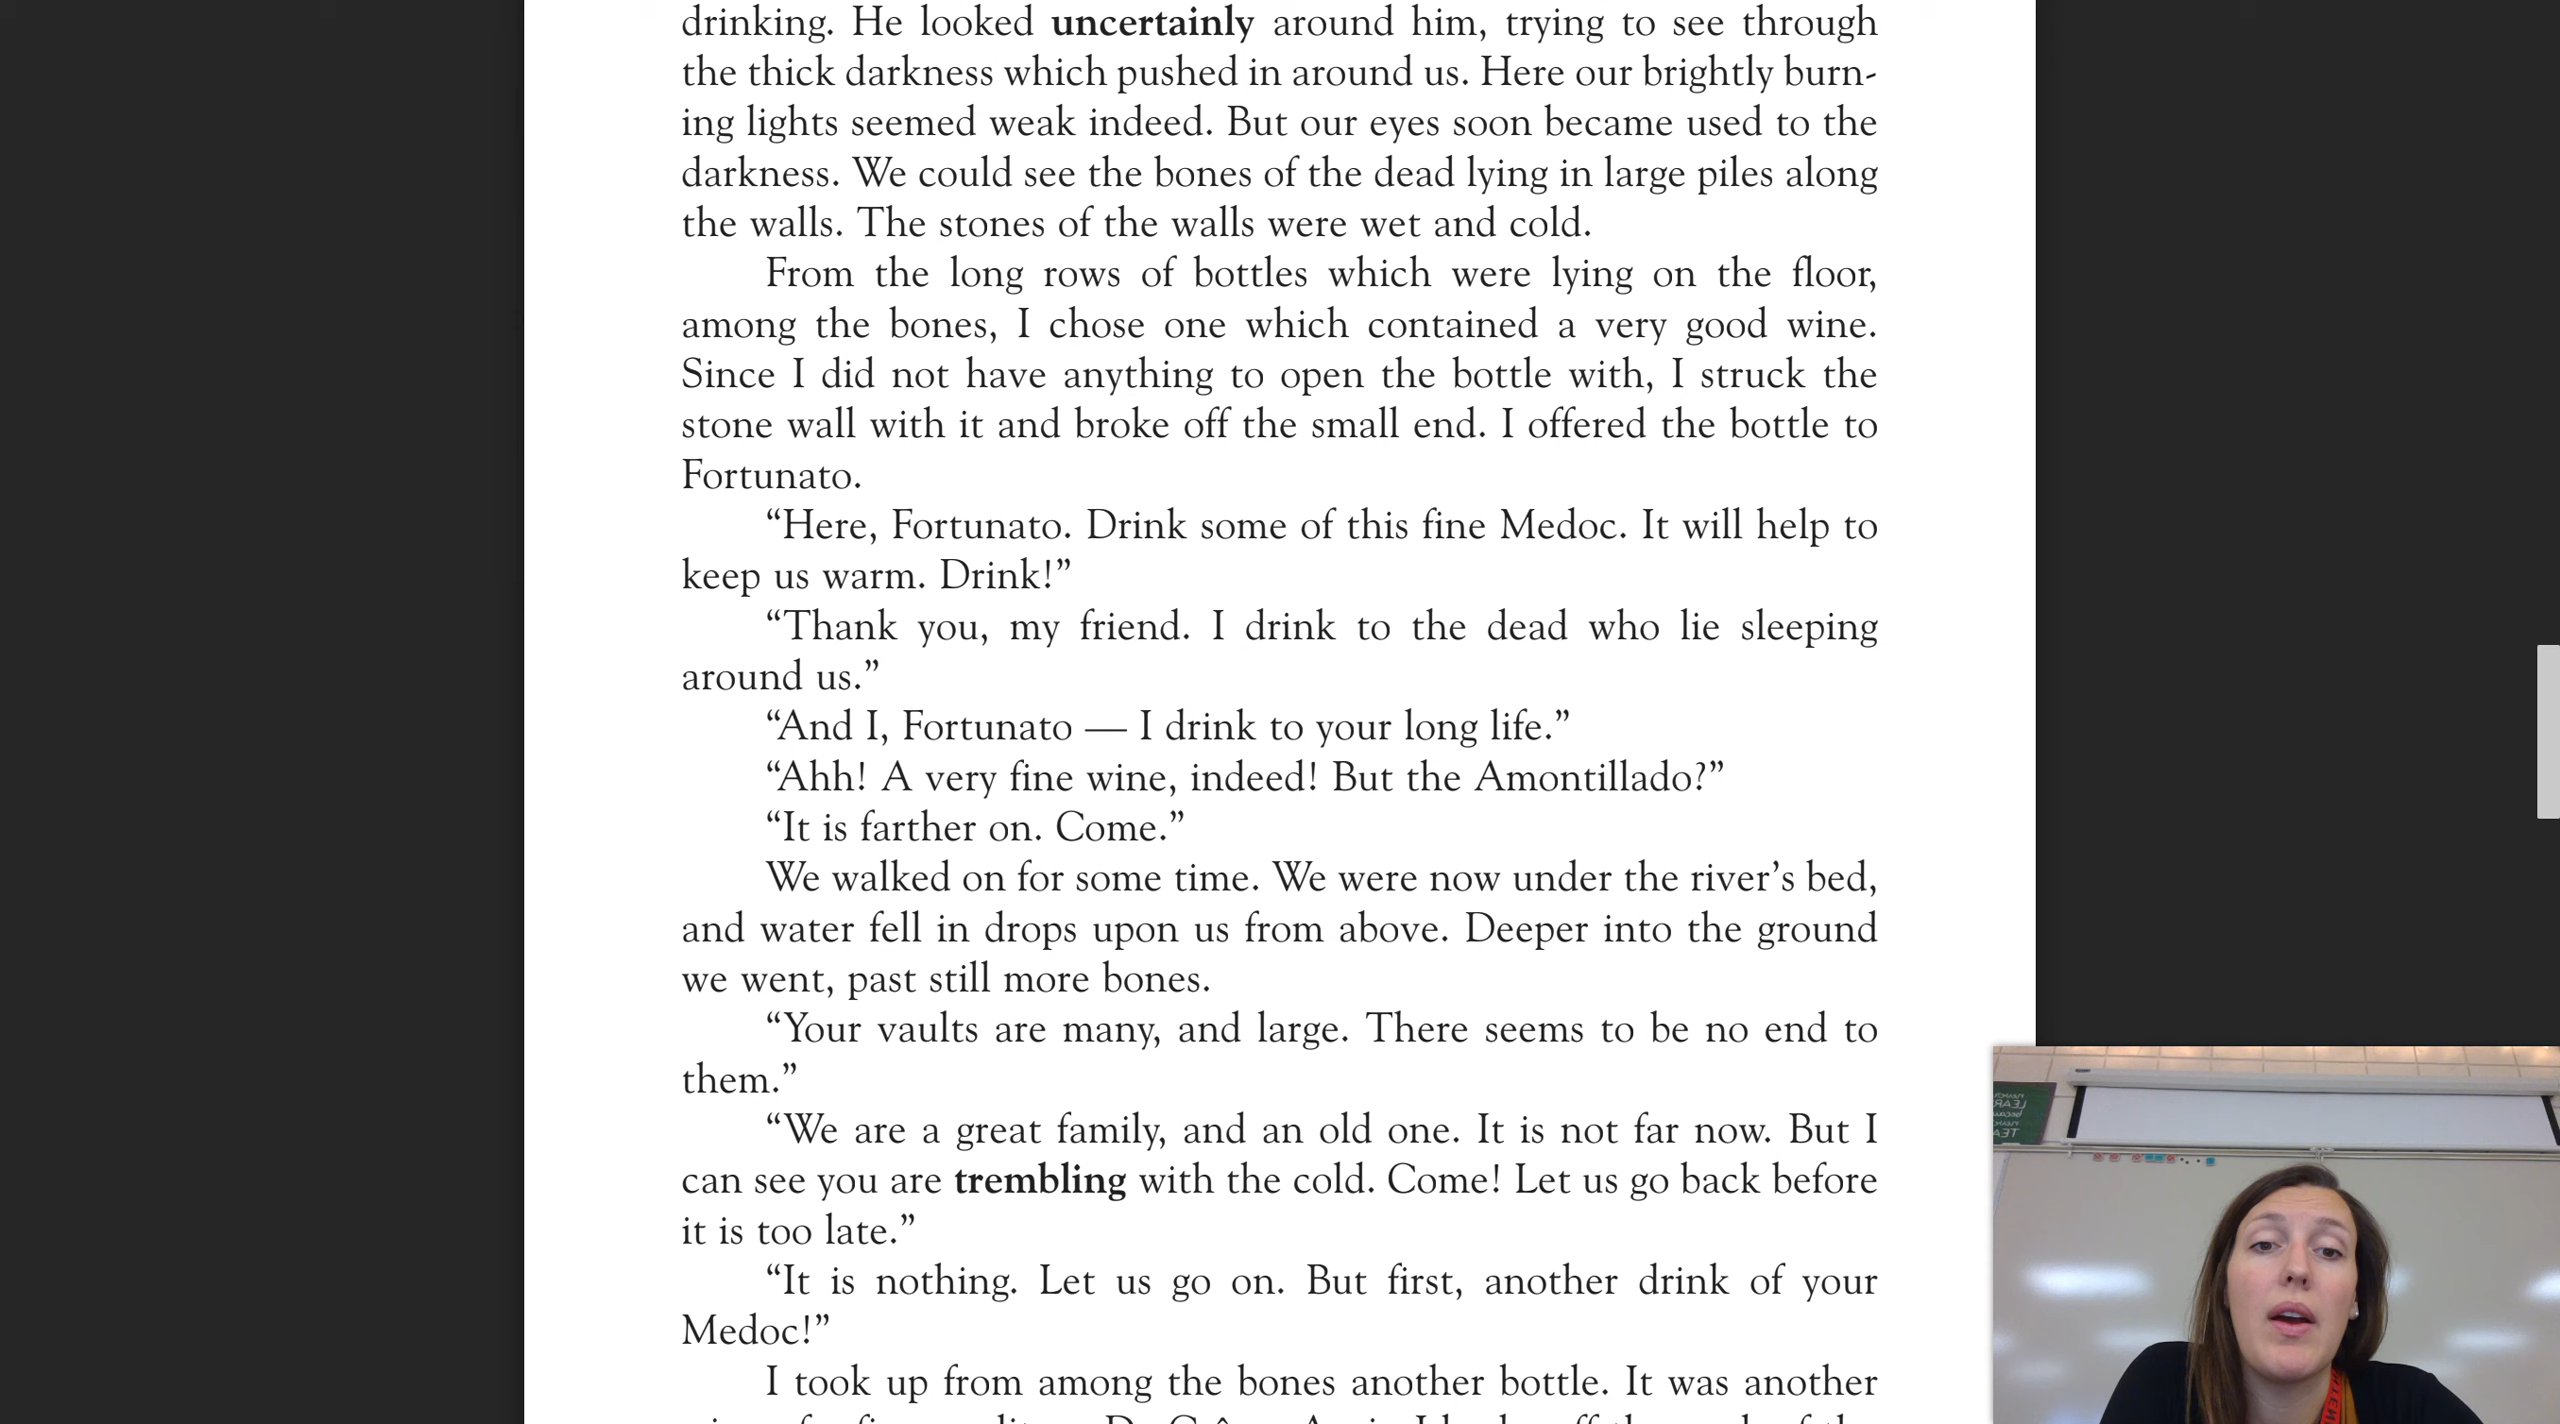 drinking. He looked uncertainly around him, trying to see through
the thick darkness which pushed in around us. Here our brightly burn-
ing lights seemed weak indeed. But our eyes soon became used to the
darkness. We could see the bones of the dead lying in large piles along
the walls. The stones of the walls were wet and cold.
From the long rows of bottles which were lying on the floor,
among the bones, I chose one which contained a very good wine.
Since I did not have anything to open the bottle with, I struck the
stone wall with it and broke off the small end. I offered the bottle to
Fortunato.
“Here, Fortunato. Drink some of this fine Medoc. It will help to
keep us warm. Drink!”
“Thank you, my friend. I drink to the dead who lie sleeping
around us.”
“And I, Fortunato — I drink to your long life.”
“Ahh! A very fine wine, indeed! But the Amontillado?”
“It is farther on. Come.”
We walked on for some time. We were now under the river’s bed,
and water fell in drops upon us from above. Deeper into the ground
we went, past still more bones.
“Your vaults are many, and large. There seems to be no end to
them.”
“We are a great family, and an old one. It is not far now. But I
can see you are trembling with the cold. Come! Let us go back before
it is too late.”
“It is nothing. Let us go on. But first, another drink of your
Medoc!”
I took up from among the bones another bottle. It was another